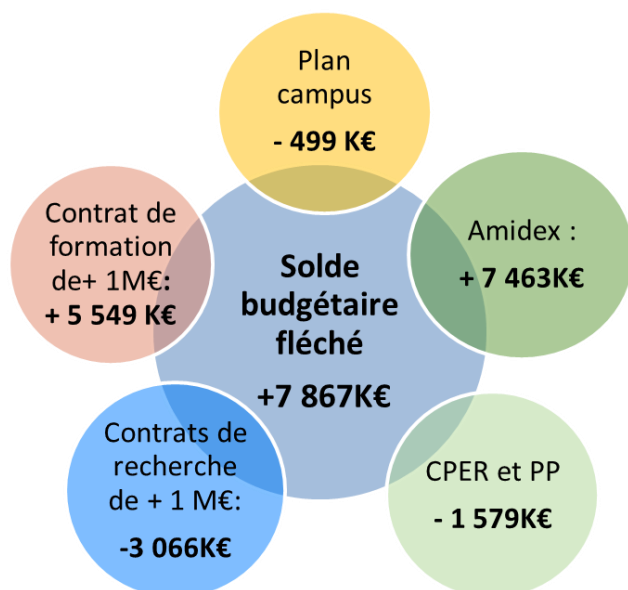 Plan
campus
- 499 K€
Amidex :
+ 7 463K€
CPER et PP
- 1 579K€
Contrats de
recherche
de + 1 M€:
-3 066K€
Contrat de
formation
de+ 1M€:
+ 5 549 K€
Solde
budgétaire
fléché
+7 867K€